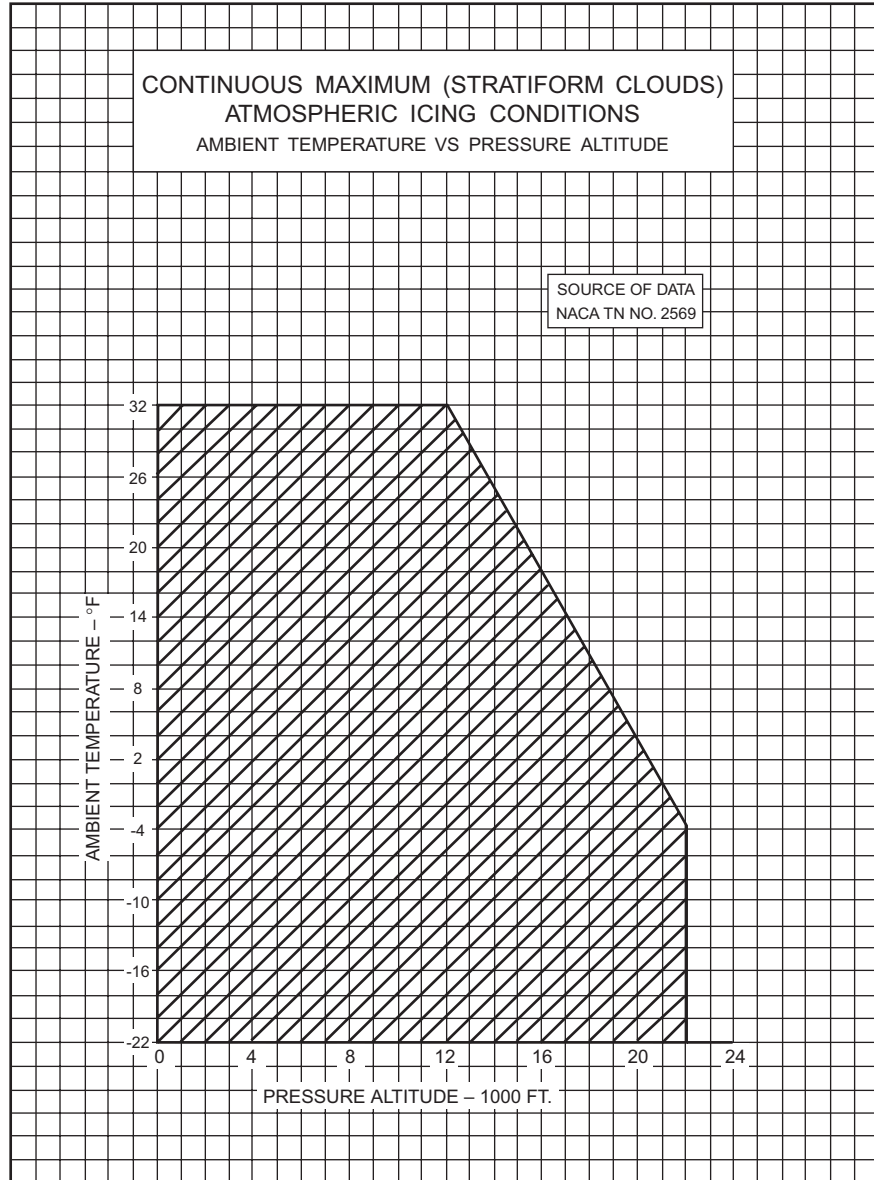 CONTINUOUS MAXIMUM (STRATIFORM CLOUDS)
ATMOSPHERIC ICING CONDITIONS
AMBIENT TEMPERATURE VS PRESSURE ALTITUDE
SOURCE OF DATA
NACA TN NO. 2569
32
26
20
14
8
2
-4
-10
-16
-22
AMBIENT TEMPERATURE – °F
0 4 8 12 16 20 24
PRESSURE ALTITUDE – 1000 FT.